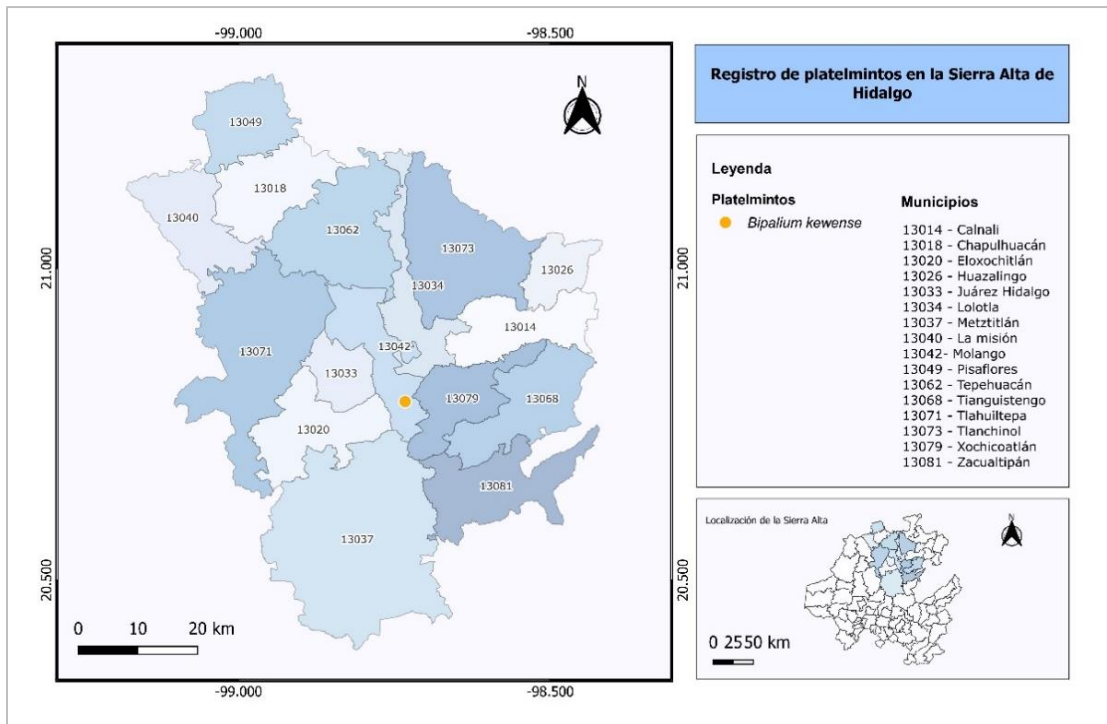 -99.000
-98.500
N
13049
13018
13040
13062
13073
13026
13034
13014
13042
13071
13033
13079
13068
13020
13081
13037
21.000
20.500
21.000
20.500
0 10 20 km
-99.000
-98.500
Registro de platelmintos en la Sierra Alta de
Hidalgo
Leyenda
Platelmintos
Bipalium kewense
Municipios
13014 - Calnali
13018 - Chapulhuacán
13020 - Eloxochitlán
13026 - Huazalingo
13033 - Juárez Hidalgo
13034 - Lolotla
13037 - Metztitlán
13040 - La misión
13042- Molango
13049 - Pisaflores
13062 - Tepehuacán
13068 - Tianguistengo
13071 - Tlahuiltepa
13073 - Tlanchinol
13079 - Xochicoatlán
13081 - Zacualtipán
Localización de la Sierra Alta
N
0 2550 km